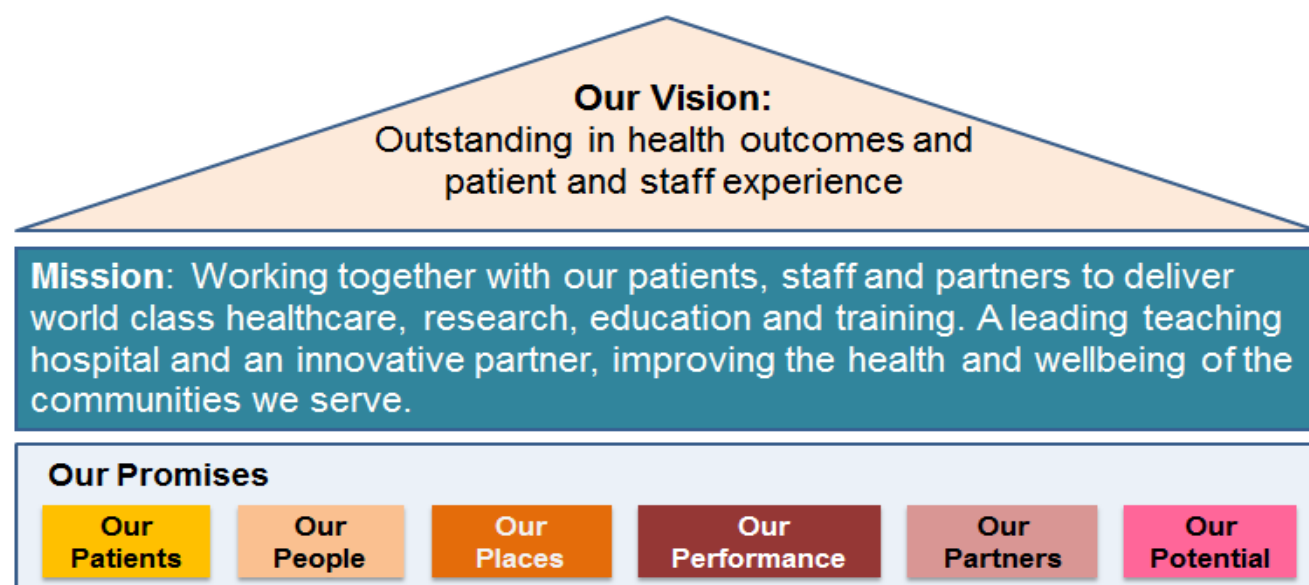 Our Vision:
Outstanding in health outcomes and
patient and staff experience
Mission: Working together with our patients, staff and partners to deliver
world class healthcare, research, education and training. A leading teaching
hospital and an innovative partner, improving the health and wellbeing of the
communities we serve.
Our Promises
Our
Patients
Our
People
Our
Places
Our
Performance
Our
Partners
Our
Potential